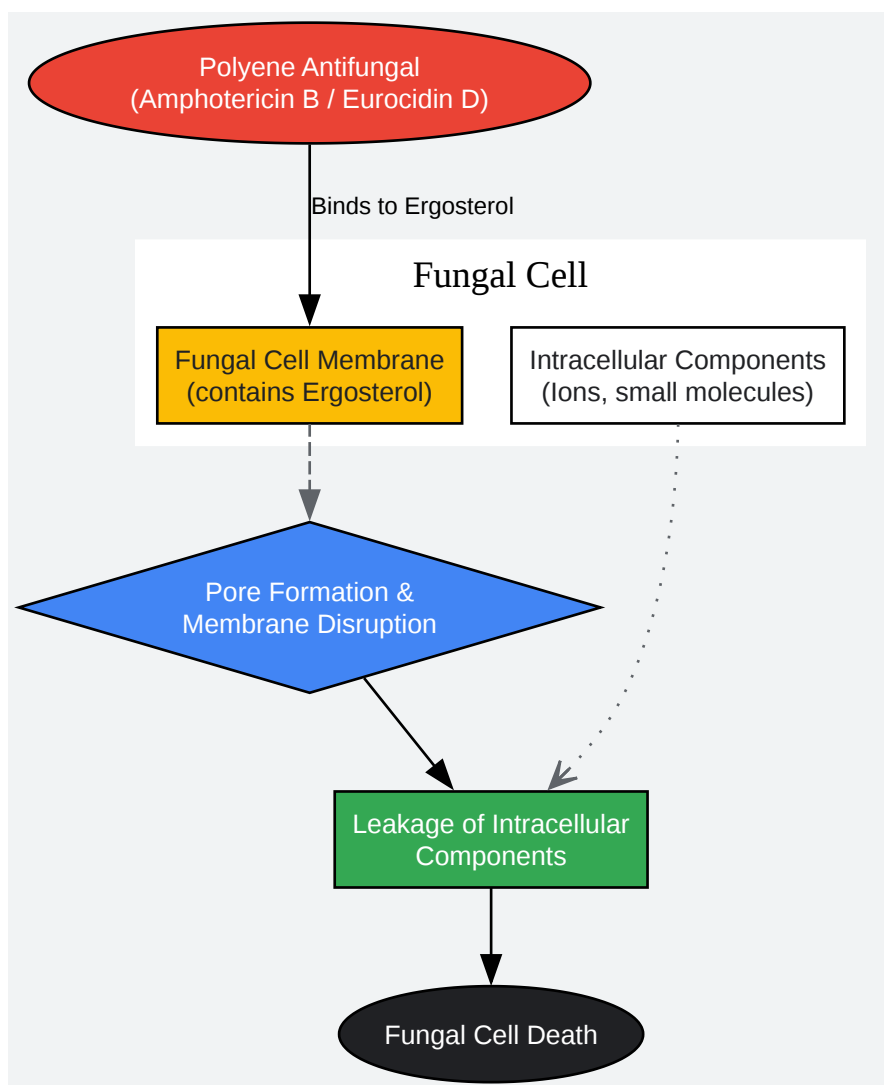 Polyene Antifungal
(Amphotericin B / Eurocidin D)
Binds to Ergosterol
Fungal Cell
Fungal Cell Membrane
(contains Ergosterol)
Intracellular Components
(Ions, small molecules)
Pore Formation &
Membrane Disruption
Leakage of Intracellular
Components
Fungal Cell Death